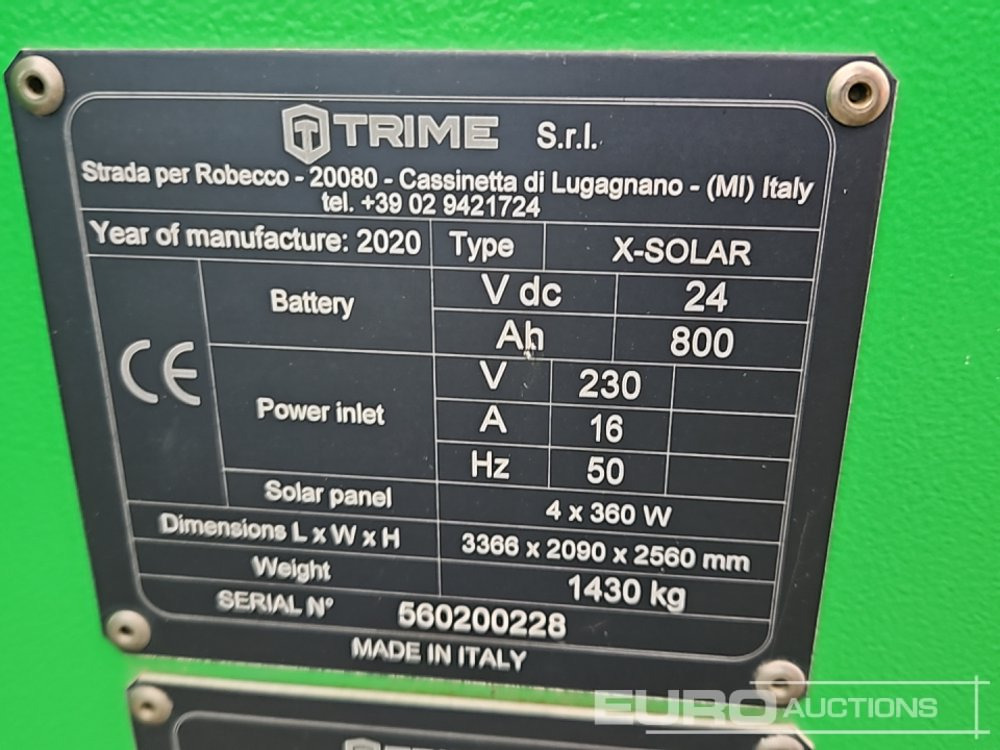 TRIME S.r.l.
Strada per Robecco - 20080 - Cassinetta di Lugagnano - (MI) Italy
tel. +39 02 9421724
Year of manufacture: 2020 Type X-SOLAR
CE
Battery
V dc 24
Ah 800
Power inlet
V 230
A 16
Hz 50
Solar panel 4 x 360 W
Dimensions L x W x H 3366 x 2090 x 2560 mm
Weight 1430 kg
SERIAL N° 560200228
MADE IN ITALY
EURO AUCTIONS
TRIME